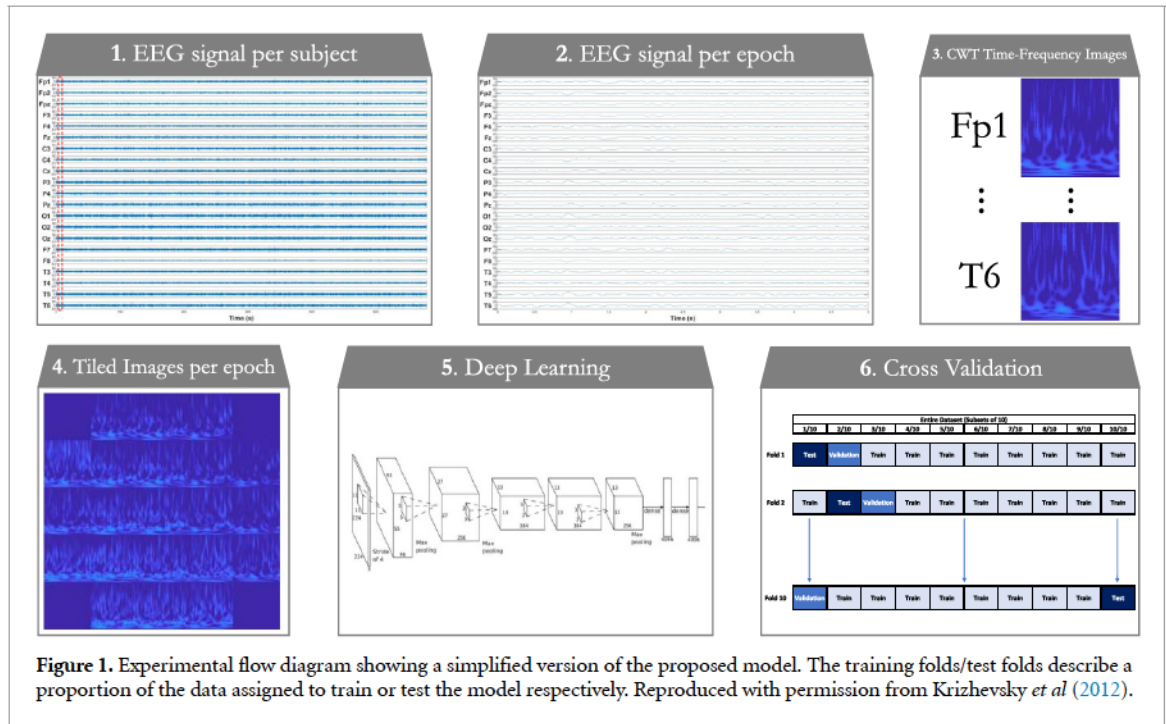 1. EEG signal per subject
Fp1
Fp2
Fpz
F3
F4
Fz
C3
C4
Cz
P3
P4
Pz
O1
O2
Oz
F7
F8
T3
T4
T5
T6
Time (s)
2. EEG signal per epoch
Fp1
Fp2
Fpz
F3
F4
Fz
C3
C4
Cz
P3
P4
Pz
O1
O2
Oz
F7
F8
T3
T4
T5
T6
Time (s)
3. CWT Time-Frequency Images
Fp1
T6
4. Tiled Images per epoch
5. Deep Learning
Stride of 4
Max pooling
Max pooling
Max pooling
dense
dense
6. Cross Validation
Entire Dataset (Subsets of 10)
1/10 2/10 3/10 4/10 5/10 6/10 7/10 8/10 9/10 10/10
Fold 1 Test Validation Train Train Train Train Train Train Train Train
Fold 2 Train Test Validation Train Train Train Train Train Train Train
Fold 10 Validation Train Train Train Train Train Train Train Train Test
Figure 1. Experimental flow diagram showing a simplified version of the proposed model. The training folds/test folds describe a
proportion of the data assigned to train or test the model respectively. Reproduced with permission from Krizhevsky et al (2012).